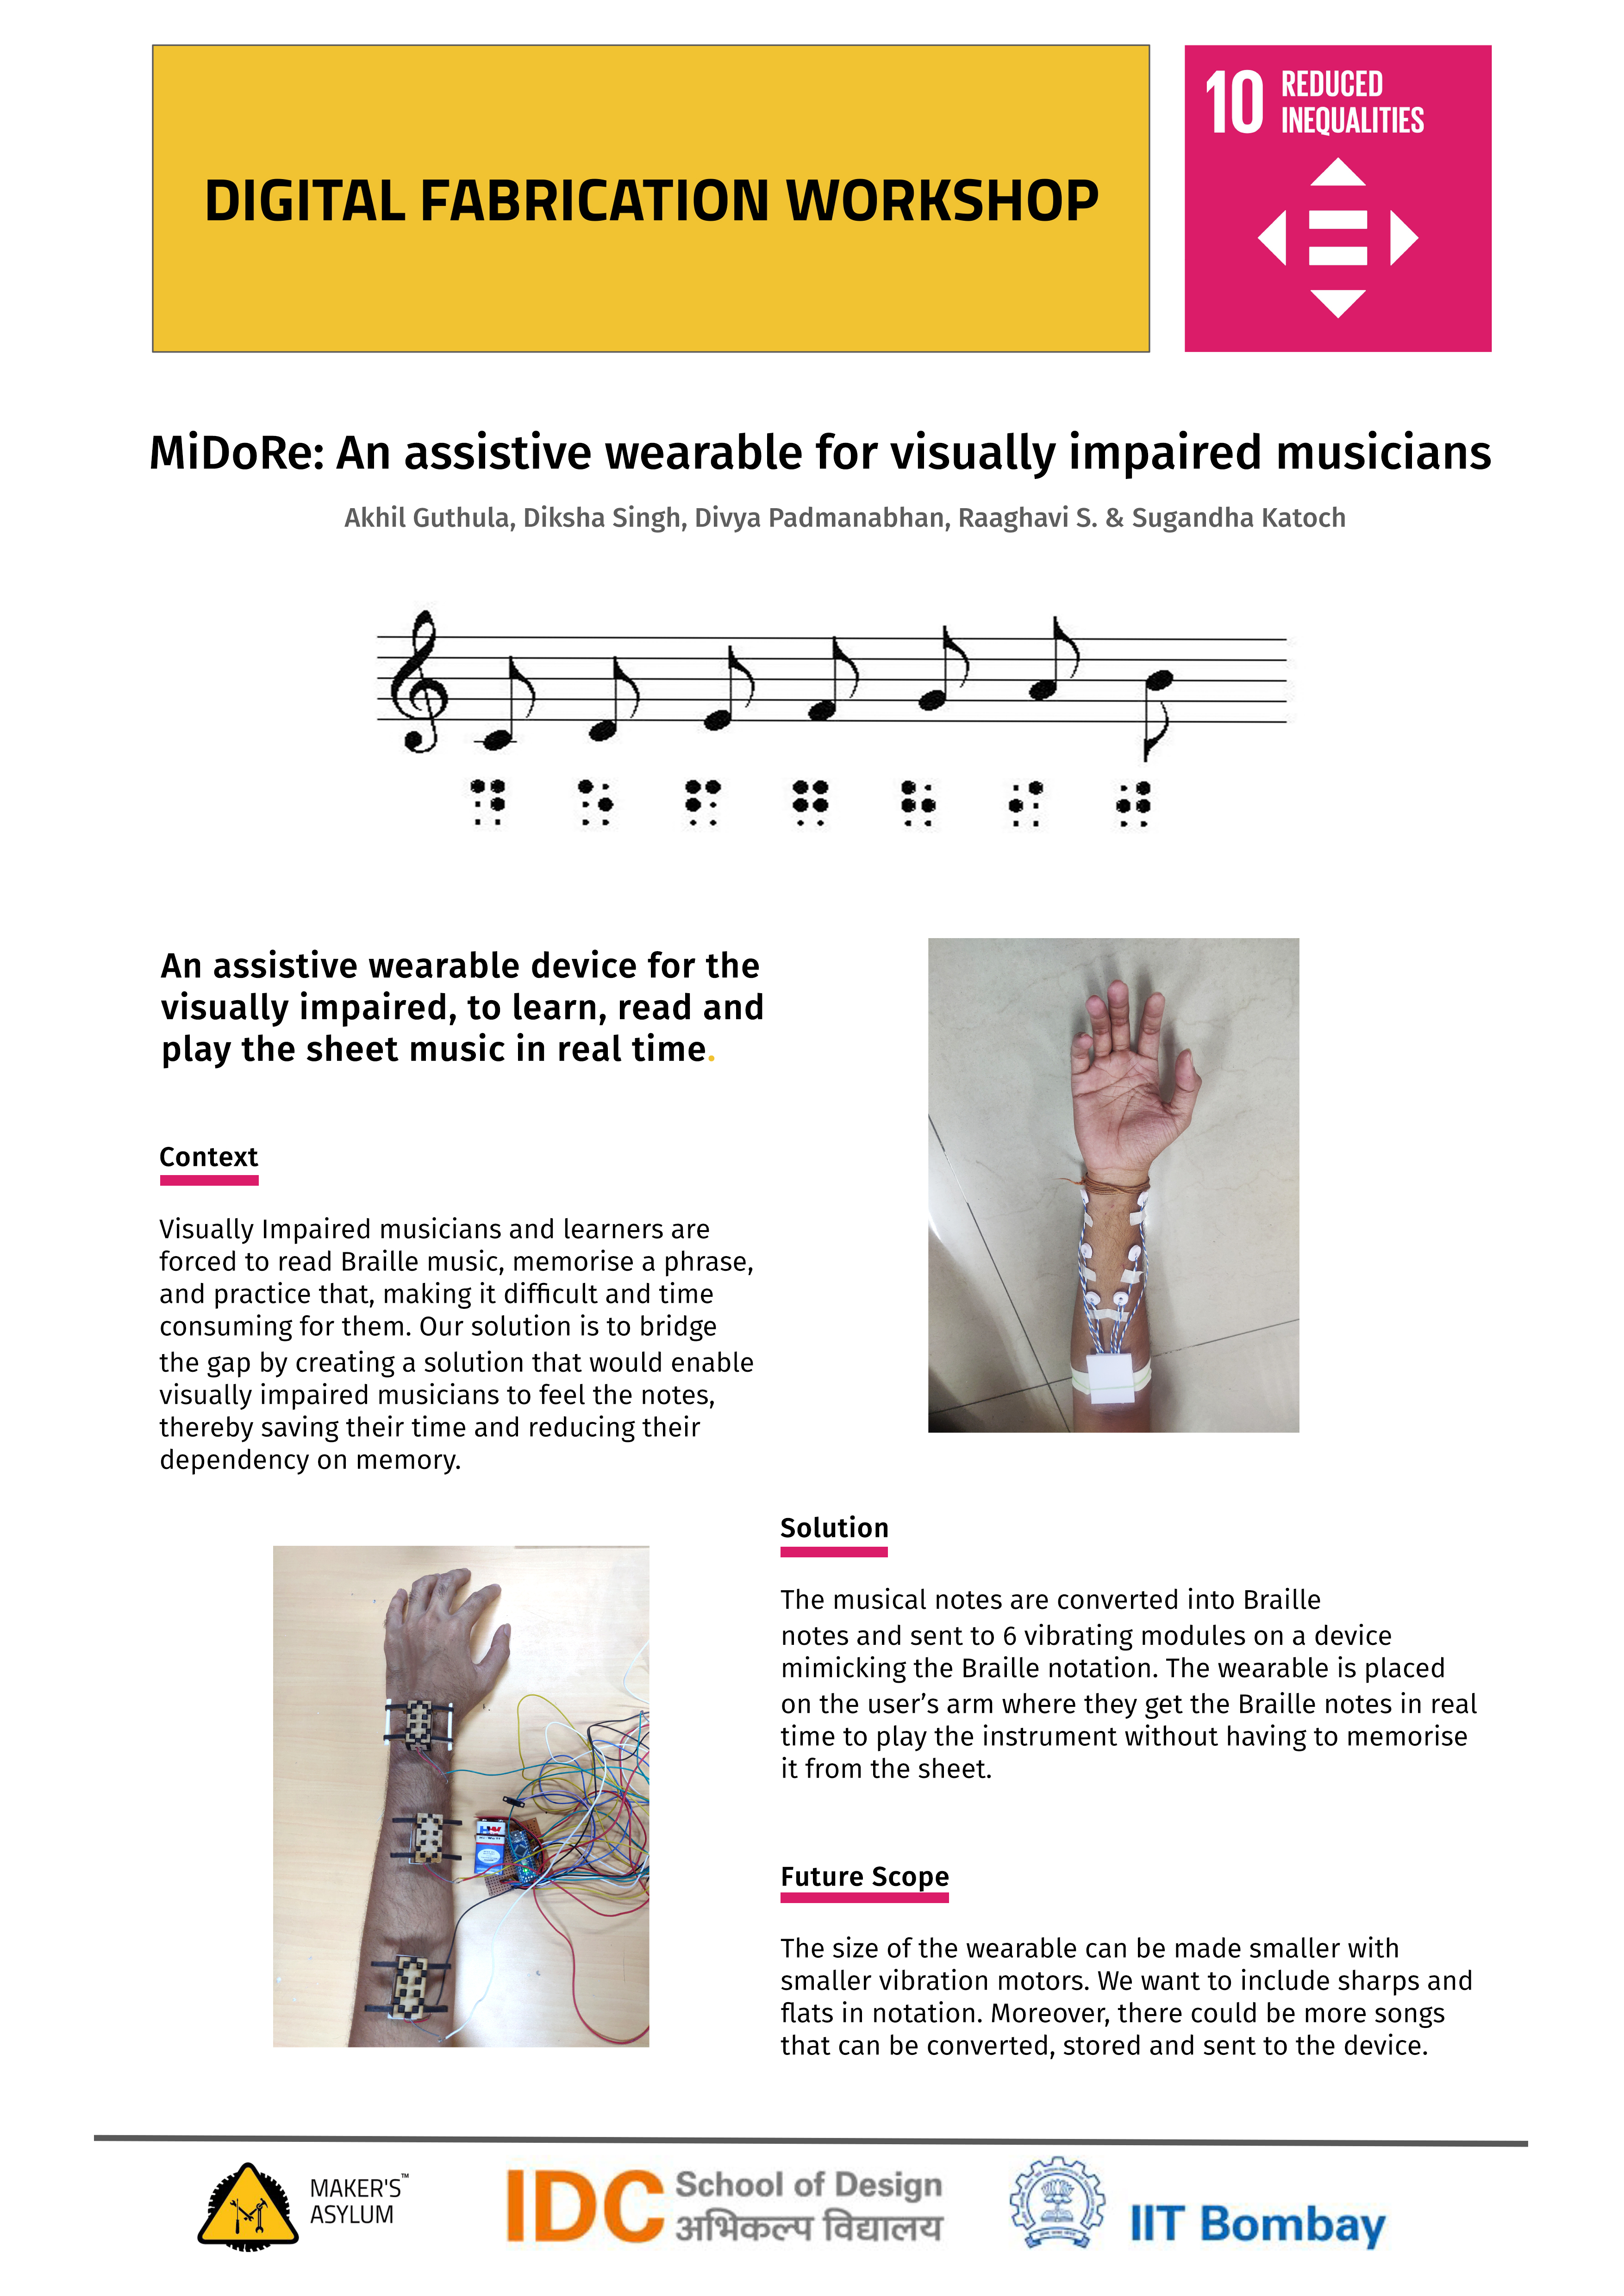 DIGITAL FABRICATION WORKSHOP
10 REDUCED
INEQUALITIES
MiDoRe: An assistive wearable for visually impaired musicians
Akhil Guthula, Diksha Singh, Divya Padmanabhan, Raaghavi S. & Sugandha Katoch
An assistive wearable device for the
visually impaired, to learn, read and
play the sheet music in real time.
Context
Visually Impaired musicians and learners are
forced to read Braille music, memorise a phrase,
and practice that, making it difficult and time
consuming for them. Our solution is to bridge
the gap by creating a solution that would enable
visually impaired musicians to feel the notes,
thereby saving their time and reducing their
dependency on memory.
Solution
The musical notes are converted into Braille
notes and sent to 6 vibrating modules on a device
mimicking the Braille notation. The wearable is placed
on the user’s arm where they get the Braille notes in real
time to play the instrument without having to memorise
it from the sheet.
Future Scope
The size of the wearable can be made smaller with
smaller vibration motors. We want to include sharps and
flats in notation. Moreover, there could be more songs
that can be converted, stored and sent to the device.
MAKER'S™
ASYLUM
IDC School of Design
अभिकल्प विद्यालय
IIT Bombay